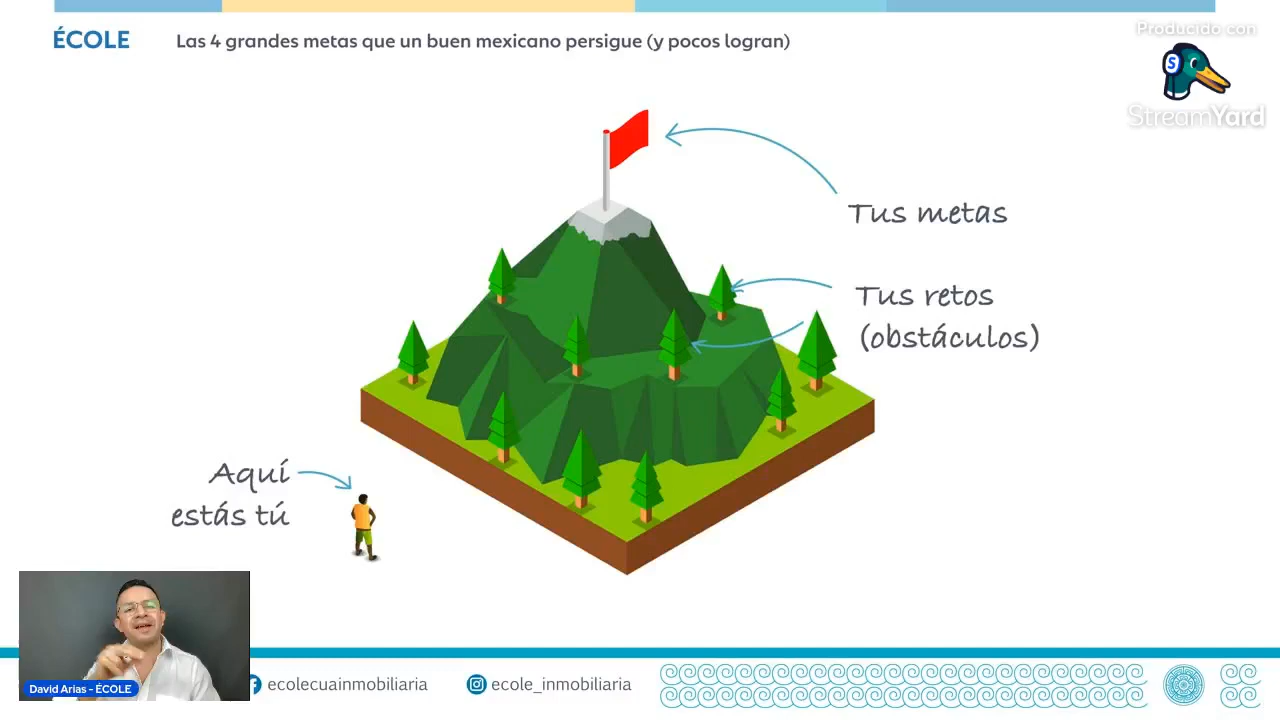 ÉCOLE
Las 4 grandes metas que un buen mexicano persigue (y pocos logran)
Producido con
S
StreamYard
Tus metas
Tus retos
(obstáculos)
Aquí
estás tú
David Arias - ÉCOLE
ecolecuainmobiliaria
ecole_inmobiliaria